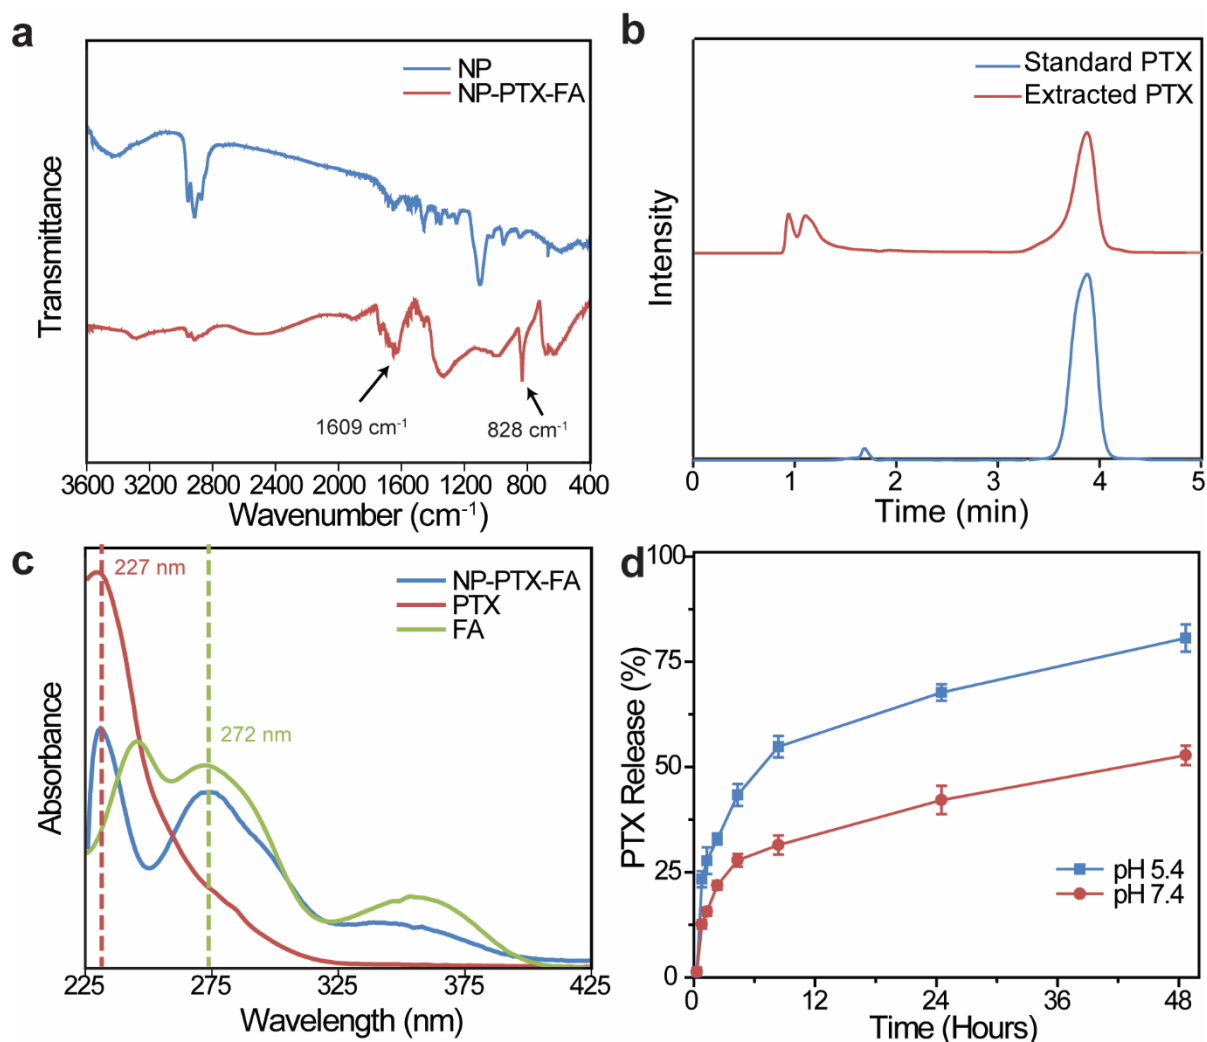 a
NP
NP-PTX-FA
Transmittance
1609 cm⁻¹
828 cm⁻¹
3600 3200 2800 2400 2000 1600 1200 800 400
Wavenumber (cm⁻¹)
b
Standard PTX
Extracted PTX
Intensity
0 1 2 3 4 5
Time (min)
c
227 nm
NP-PTX-FA
PTX
FA
272 nm
Absorbance
225 275 325 375 425
Wavelength (nm)
d
100
75
50
25
0
PTX Release (%)
pH 5.4
pH 7.4
0 12 24 36 48
Time (Hours)